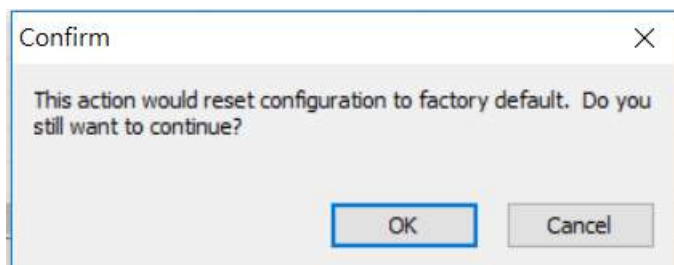 Confirm
This action would reset configuration to factory default.  Do you
still want to continue?
OK
Cancel